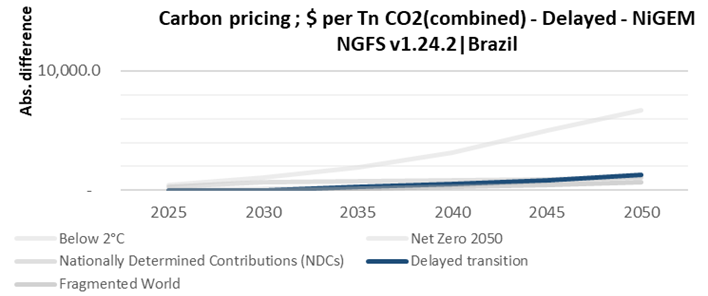 Carbon pricing ; $ per Tn CO2(combined) - Delayed - NiGEM
NGFS v1.24.2|Brazil
Abs. difference
10,000.0
-
2025 2030 2035 2040 2045 2050
Below 2°C Net Zero 2050
Nationally Determined Contributions (NDCs) Delayed transition
Fragmented World